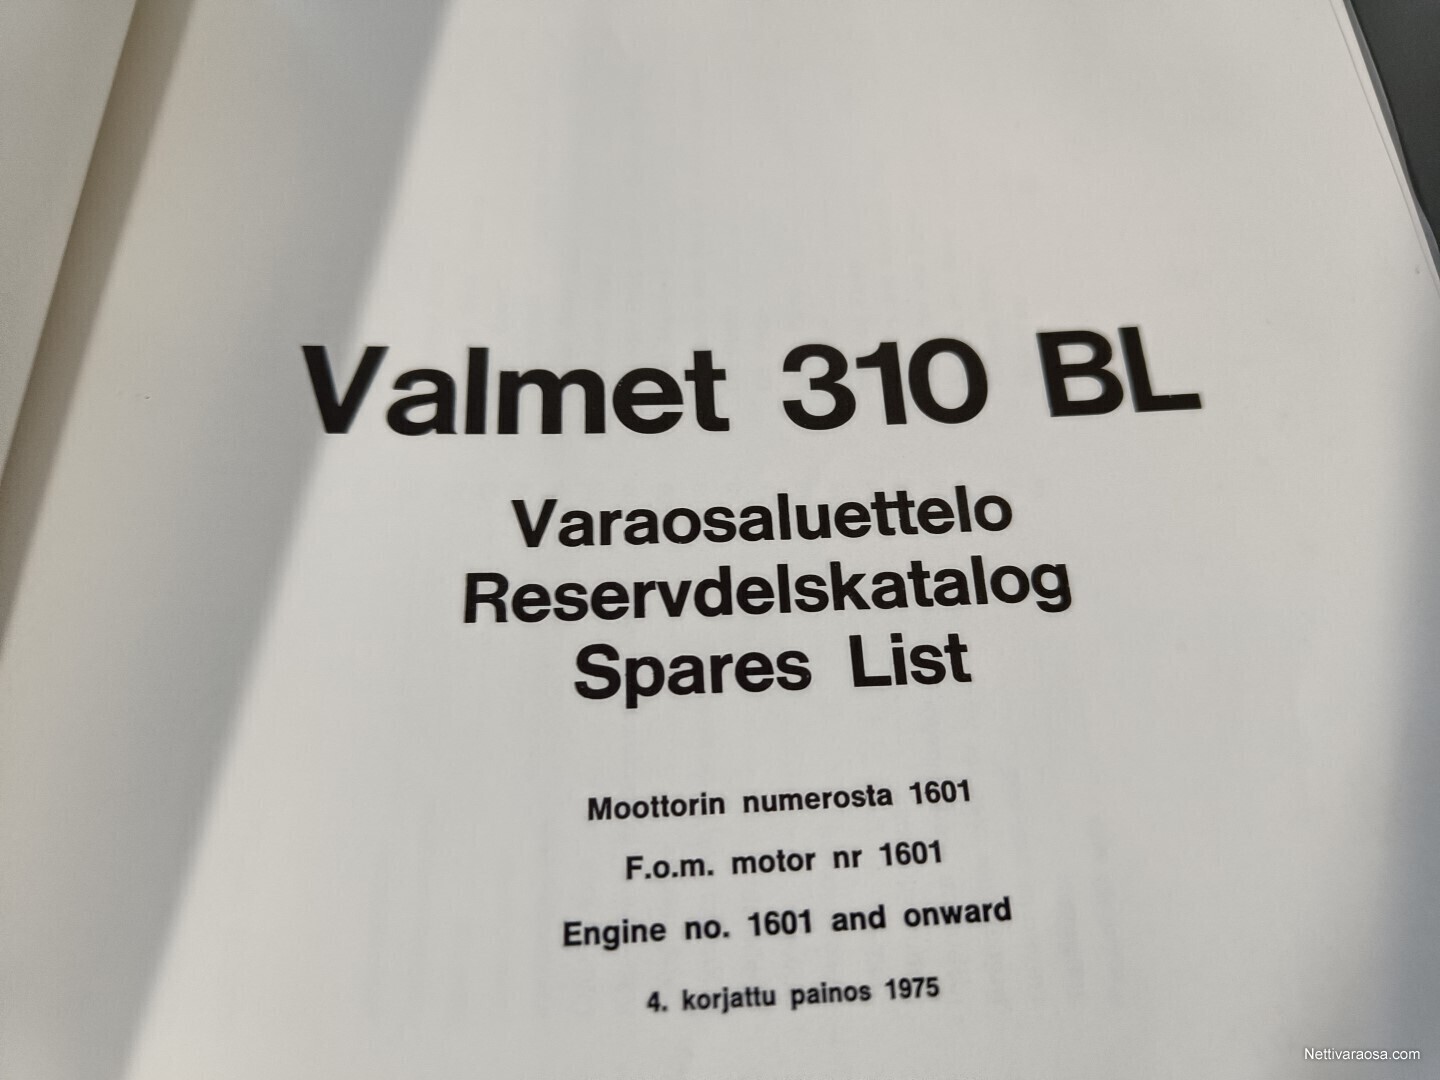 Valmet 310 BL
Varaosaluettelo
Reservdelskatalog
Spares List
Moottorin numerosta 1601
F.o.m. motor nr 1601
Engine no. 1601 and onward
4. korjattu painos 1975
Nettivaraosa.com